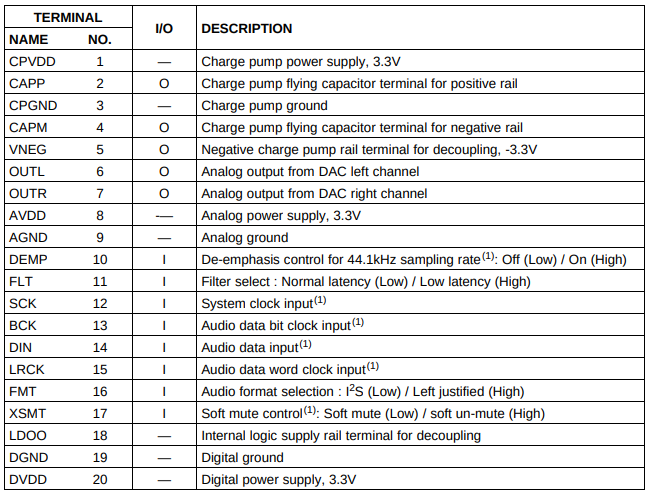 TERMINAL I/O DESCRIPTION
NAME NO.
CPVDD 1 — Charge pump power supply, 3.3V
CAPP 2 O Charge pump flying capacitor terminal for positive rail
CPGND 3 — Charge pump ground
CAPM 4 O Charge pump flying capacitor terminal for negative rail
VNEG 5 O Negative charge pump rail terminal for decoupling, -3.3V
OUTL 6 O Analog output from DAC left channel
OUTR 7 O Analog output from DAC right channel
AVDD 8 -— Analog power supply, 3.3V
AGND 9 — Analog ground
DEMP 10 I De-emphasis control for 44.1kHz sampling rate(1): Off (Low) / On (High)
FLT 11 I Filter select : Normal latency (Low) / Low latency (High)
SCK 12 I System clock input(1)
BCK 13 I Audio data bit clock input(1)
DIN 14 I Audio data input(1)
LRCK 15 I Audio data word clock input(1)
FMT 16 I Audio format selection : I2S (Low) / Left justified (High)
XSMT 17 I Soft mute control(1): Soft mute (Low) / soft un-mute (High)
LDOO 18 — Internal logic supply rail terminal for decoupling
DGND 19 — Digital ground
DVDD 20 — Digital power supply, 3.3V